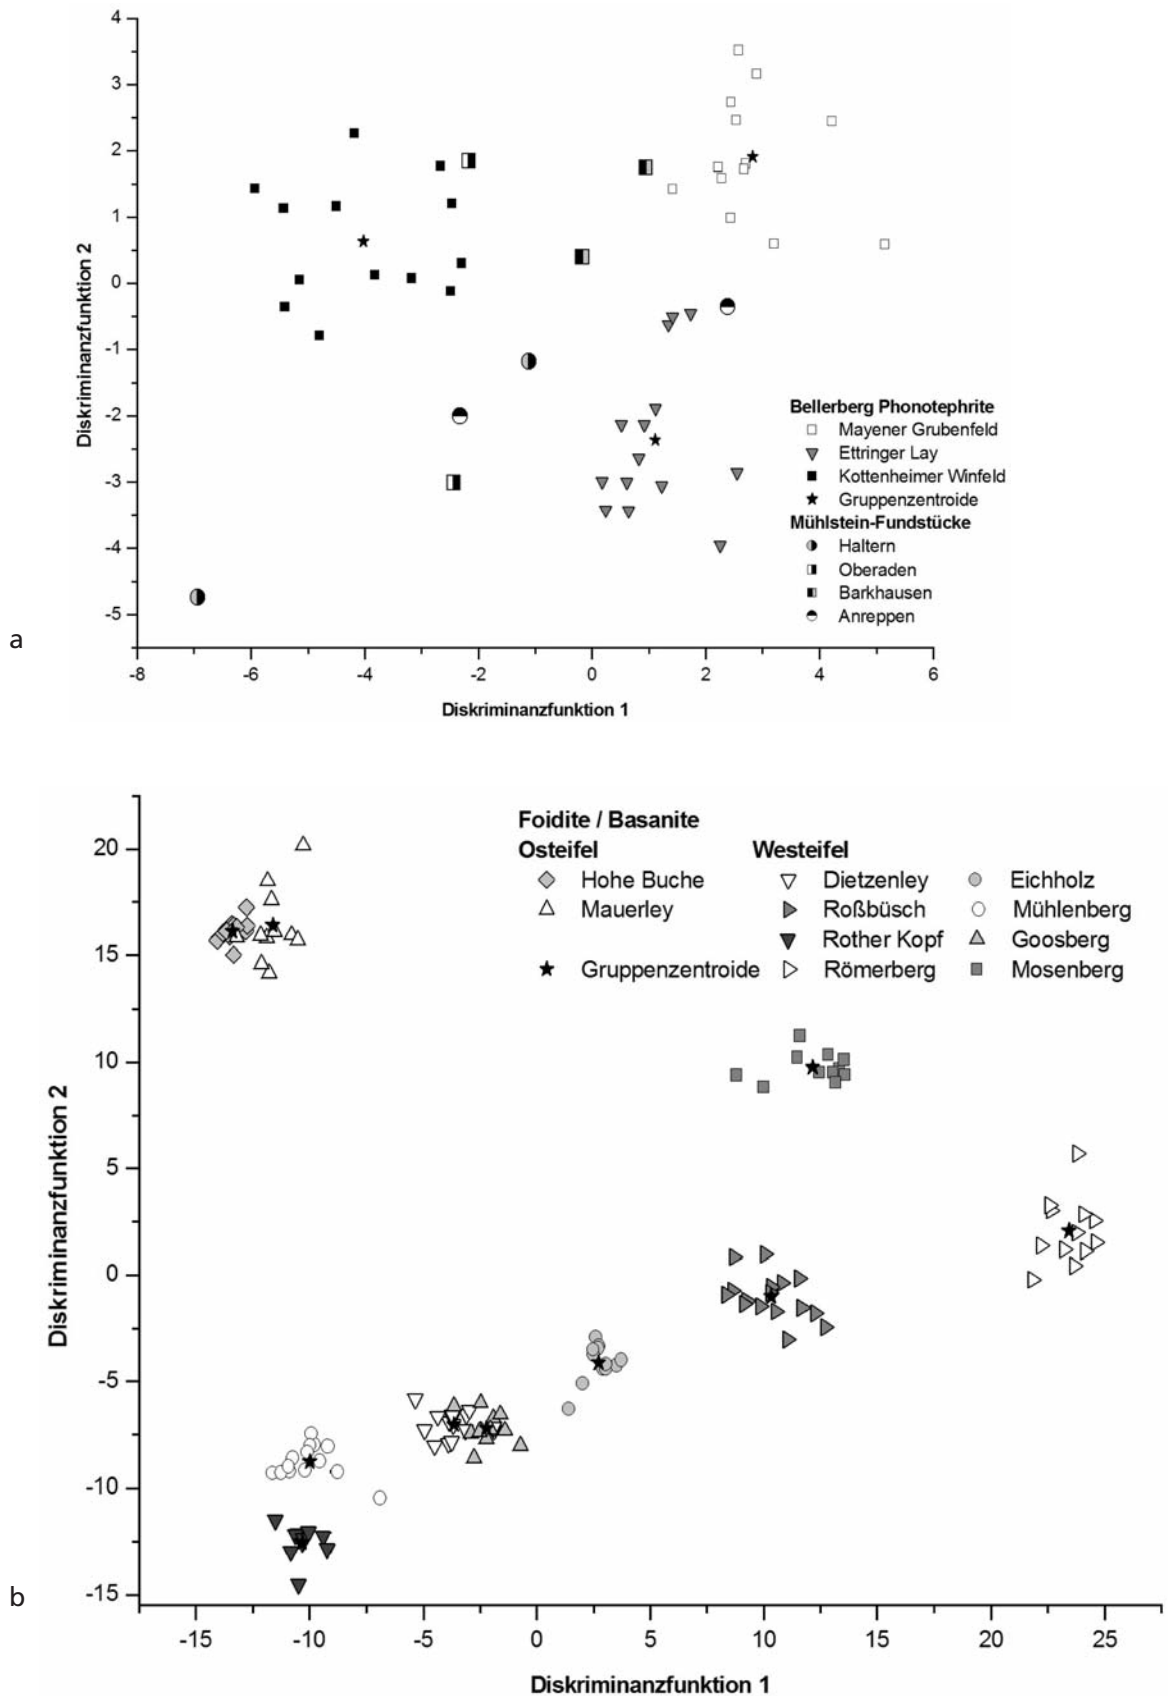 4
3
2
1
0
-1
-2
-3
-4
-5
Diskriminanzfunktion 2
-8 -6 -4 -2 0 2 4 6
Diskriminanzfunktion 1
Bellerberg Phonotephrite
Mayener Grubenfeld
Ettringer Lay
Kottenheimer Winfeld
Gruppenzentroide
Mühlstein-Fundstücke
Haltern
Oberaden
Barkhausen
Anreppen
a
20
15
10
5
0
-5
-10
-15
Diskriminanzfunktion 2
-15 -10 -5 0 5 10 15 20 25
Diskriminanzfunktion 1
Foidite / Basanite
Osteifel Westeifel
Hohe Buche Dietzenley Eichholz
Mauerley Roßbüsch Mühlenberg
Rother Kopf Goosberg
Gruppenzentroide Römerberg Mosenberg
b